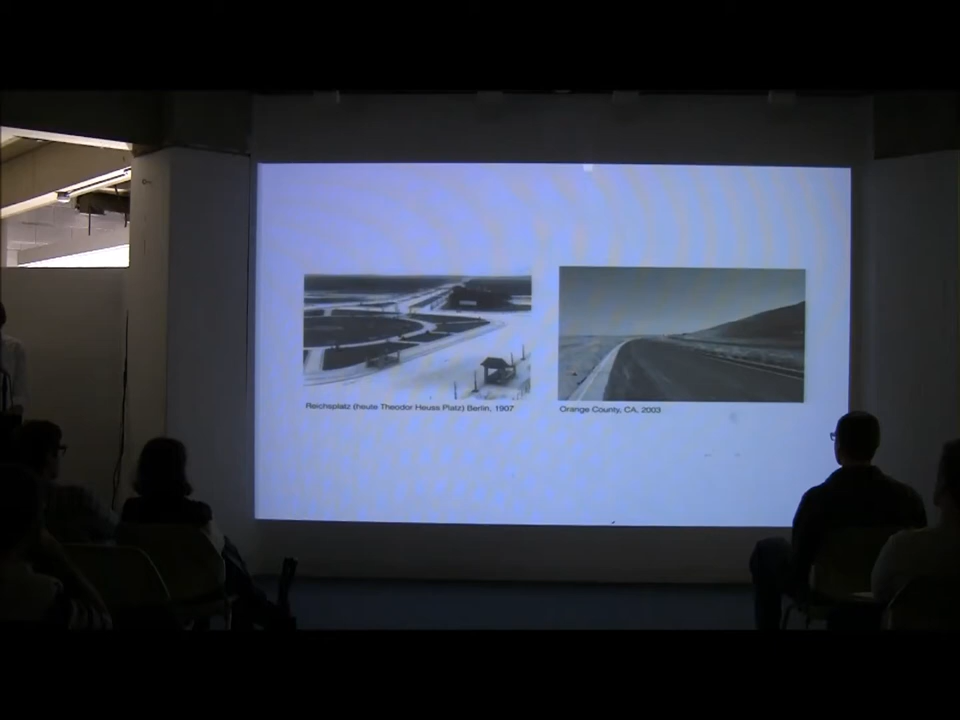 Reichsplatz (heute Theodor Heuss Platz) Berlin, 1907
Orange County, CA, 2003